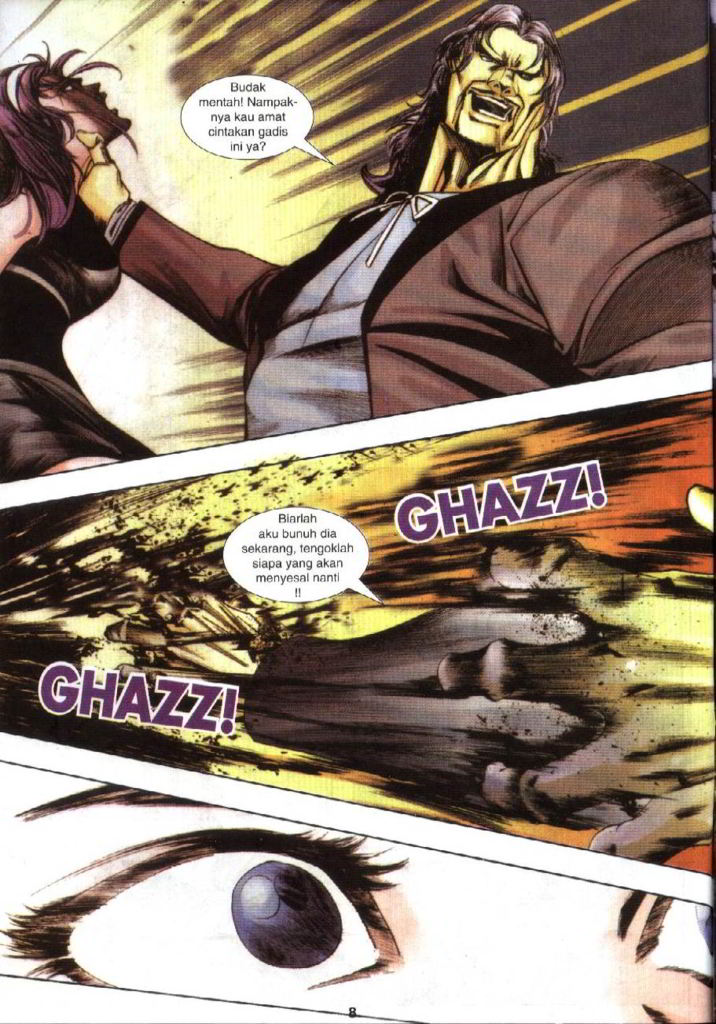 Budak
mentah! Nampak-
nya kau amat
cintakan gadis
ini ya?
GHAZZ!
Biarlah
aku bunuh dia
sekarang, tengoklah
siapa yang akan
menyesal nanti
!!
GHAZZ!
8